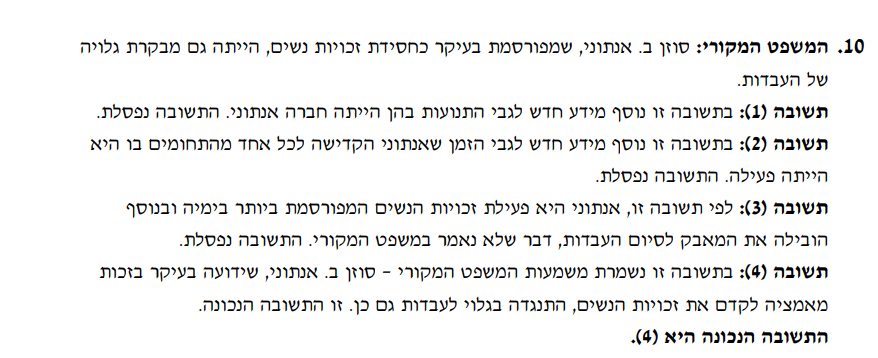 10. המשפט המקורי: סוזן ב. אנתוני, שמפורסמת בעיקר כחסידת זכויות נשים, הייתה גם מבקרת גלויה
של העבדות.
תשובה (1): בתשובה זו נוסף מידע חדש לגבי התנועות בהן הייתה חברה אנתוני. התשובה נפסלת.
תשובה (2): בתשובה זו נוסף מידע חדש לגבי הזמן שאנתוני הקדישה לכל אחד מהתחומים בו היא
הייתה פעילה. התשובה נפסלת.
תשובה (3): לפי תשובה זו, אנתוני היא פעילת זכויות הנשים המפורסמת ביותר בימיה ובנוסף
הובילה את המאבק לסיום העבדות, דבר שלא נאמר במשפט המקורי. התשובה נפסלת.
תשובה (4): בתשובה זו נשמרת משמעות המשפט המקורי – סוזן ב. אנתוני, שידועה בעיקר בזכות
מאמציה לקדם את זכויות הנשים, התנגדה בגלוי לעבדות גם כן. זו התשובה הנכונה.
התשובה הנכונה היא (4).